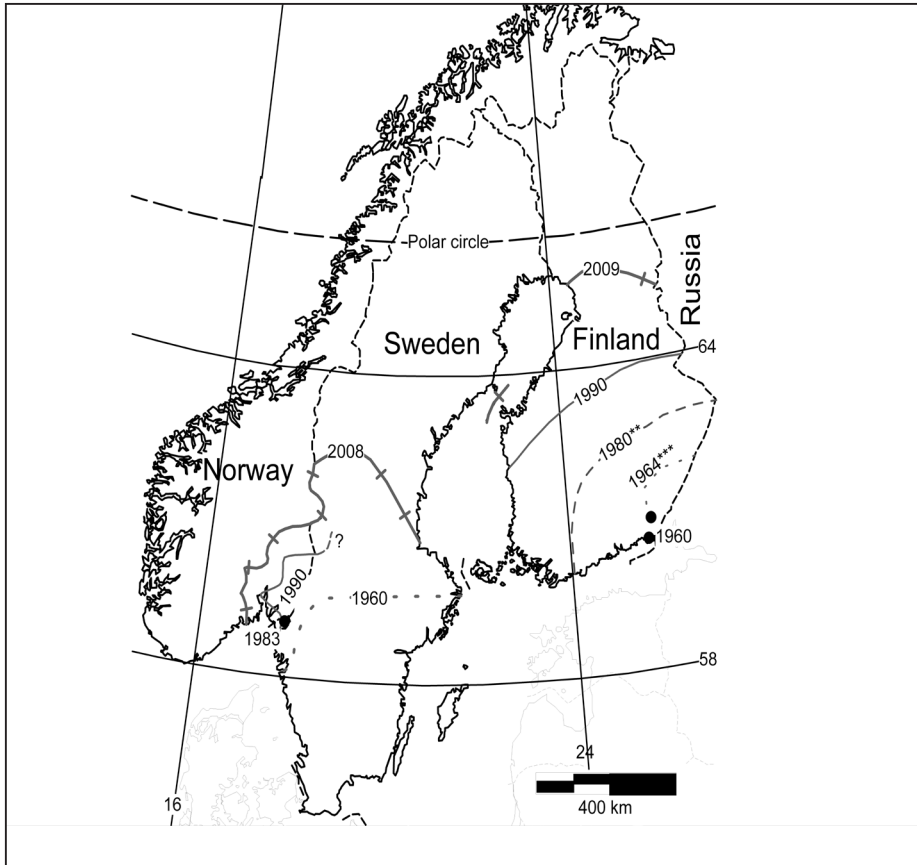 Polar circle
2009
Russia
Sweden
Finland
64
1990
1980**
1964***
Norway
2008
?
1960
1990
1960
1983
58
24
16
400 km